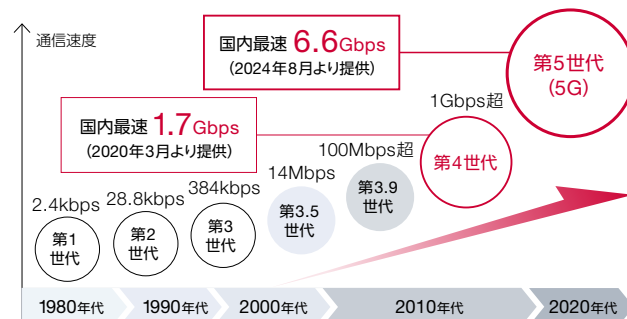 通信速度
国内最速 6.6Gbps
(2024年8月より提供)
第5世代
(5G)
1Gbps超
国内最速 1.7Gbps
(2020年3月より提供)
第4世代
100Mbps超
第3.9
世代
14Mbps
第3.5
世代
384kbps
第3
世代
28.8kbps
第2
世代
2.4kbps
第1
世代
1980年代
1990年代
2000年代
2010年代
2020年代